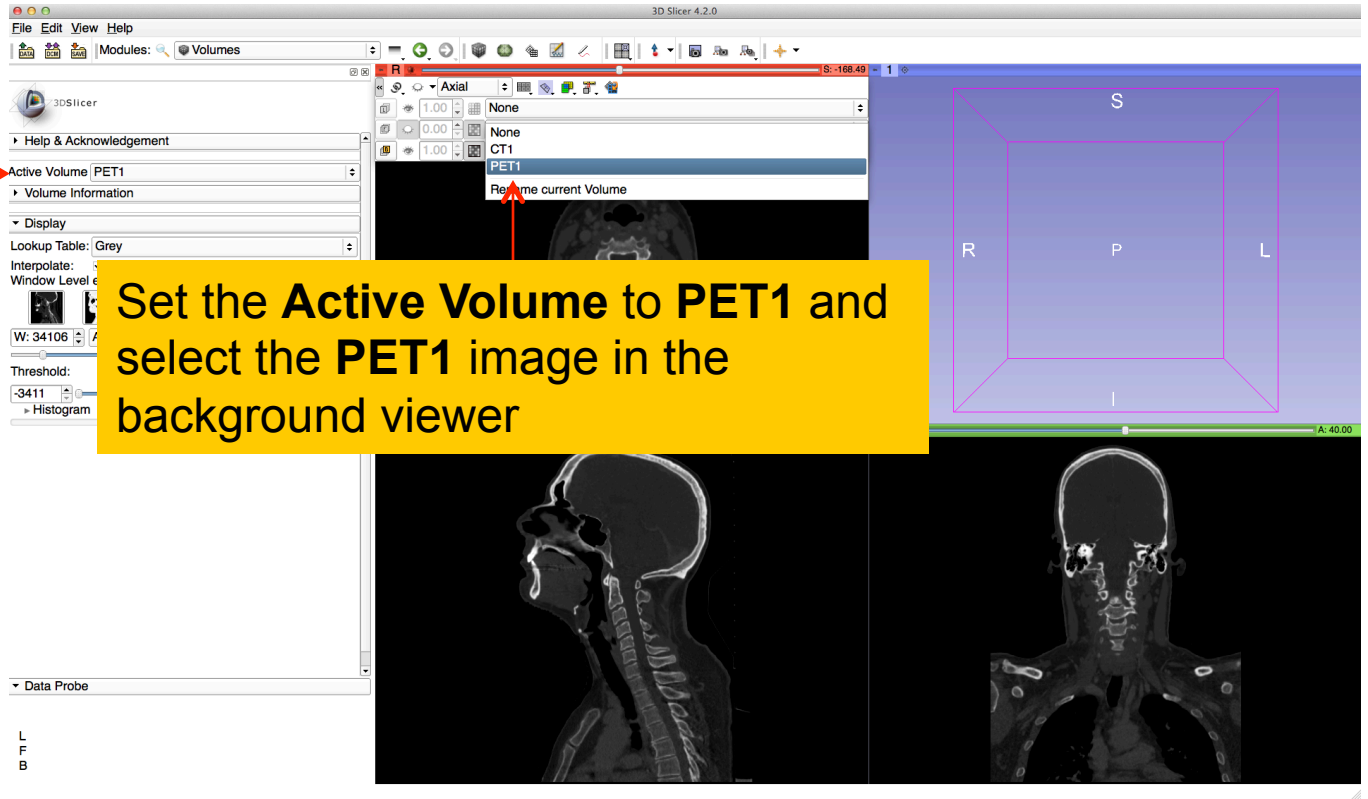 3D Slicer 4.2.0
File Edit View Help
DATA DCM SAVE Modules: Volumes
R S: -168.49 1
3DSlicer
Axial
1.00 None
Help & Acknowledgement
0.00 None
1.00 CT1
PET1
Active Volume PET1
Rename current Volume
Volume Information
Display
Lookup Table: Grey
Interpolate:
Window Level
W: 34106
Threshold:
-3411
Histogram
Set the Active Volume to PET1 and
select the PET1 image in the
background viewer
S
R P L
I
A: 40.00
Data Probe
L
F
B